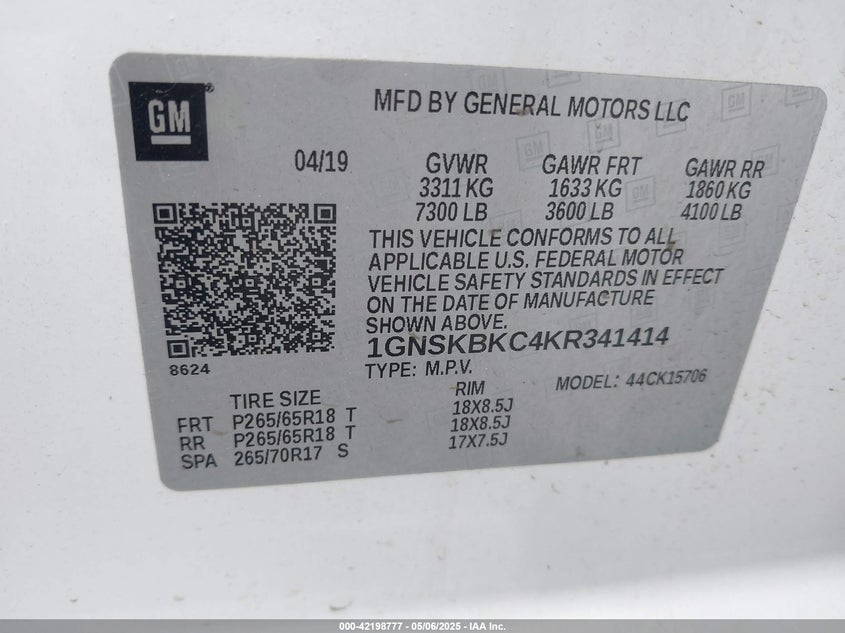 GM
MFD BY GENERAL MOTORS LLC
04/19 GVWR GAWR FRT GAWR RR
3311 KG 1633 KG 1860 KG
7300 LB 3600 LB 4100 LB
THIS VEHICLE CONFORMS TO ALL
APPLICABLE U.S. FEDERAL MOTOR
VEHICLE SAFETY STANDARDS IN EFFECT
ON THE DATE OF MANUFACTURE
SHOWN ABOVE.
1GNSKBKC4KR341414
8624
TYPE: M.P.V.
MODEL: 44CK15706
TIRE SIZE RIM
FRT P265/65R18 T 18X8.5J
RR P265/65R18 T 18X8.5J
SPA 265/70R17 S 17X7.5J
000-42198777 - 05/06/2025 - IAA Inc.